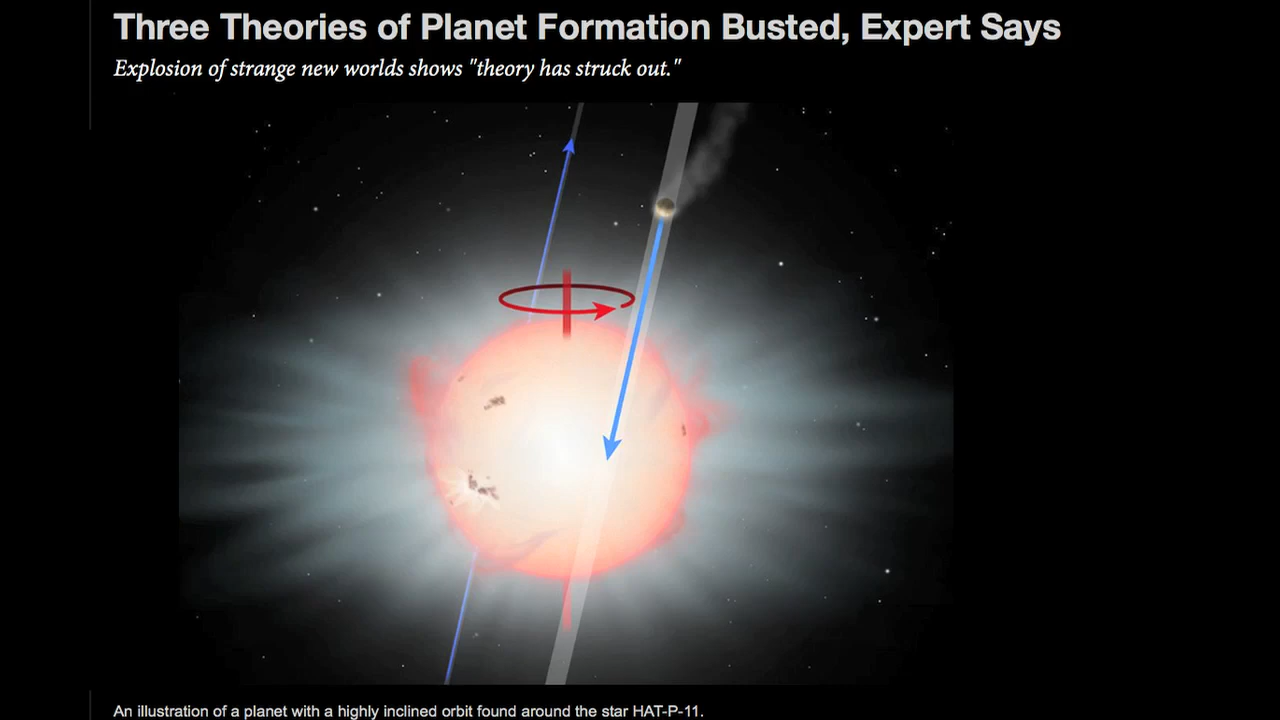 Three Theories of Planet Formation Busted, Expert Says
Explosion of strange new worlds shows "theory has struck out."
An illustration of a planet with a highly inclined orbit found around the star HAT-P-11.